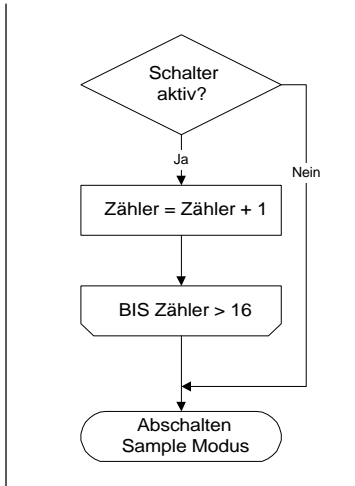 Schalter
aktiv?
Ja
Nein
Zähler = Zähler + 1
BIS Zähler > 16
Abschalten
Sample Modus